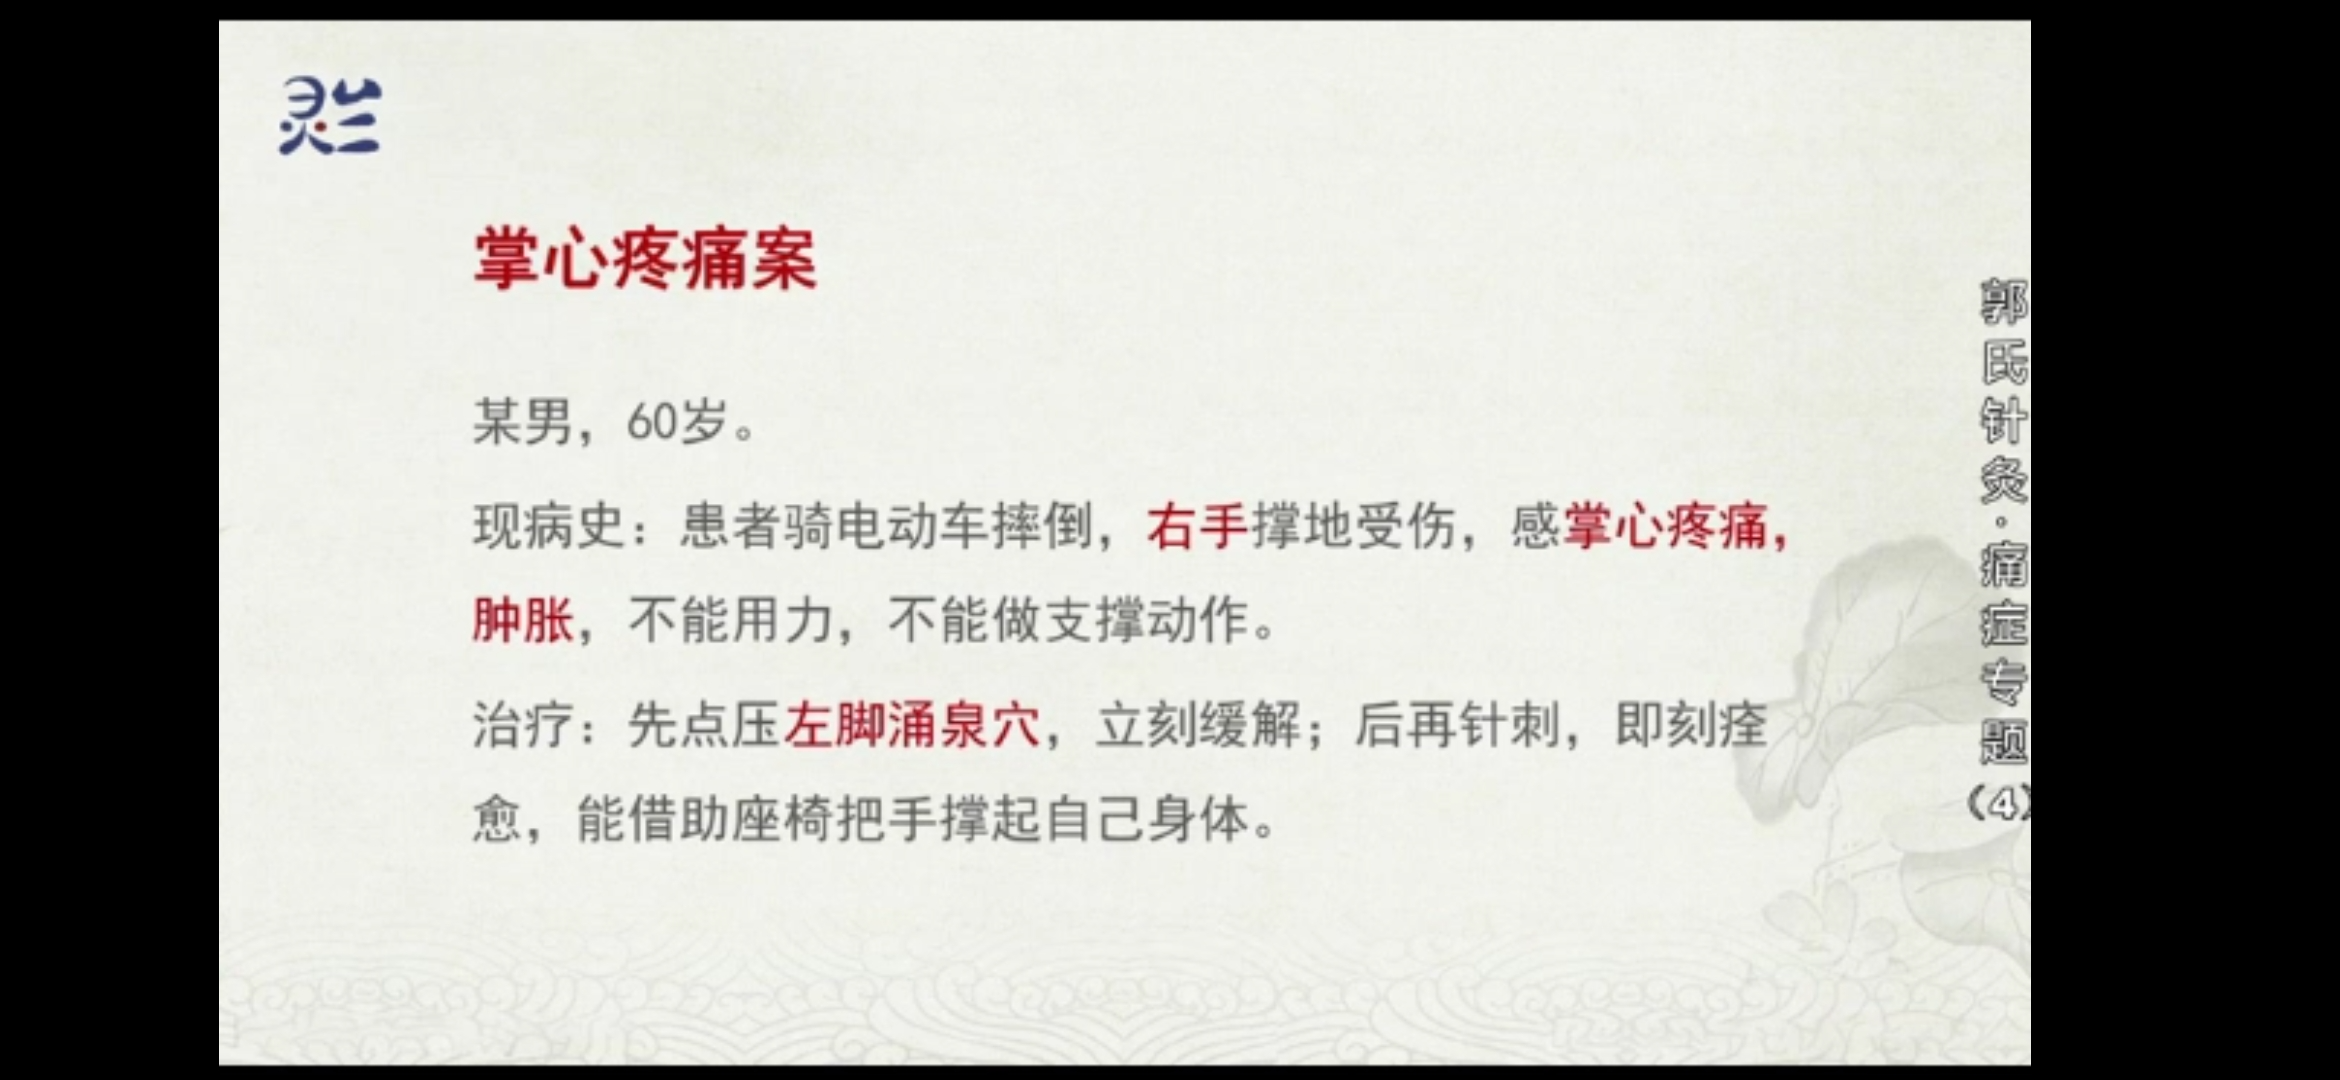 灵兰
掌心疼痛案
某男，60岁。
现病史：患者骑电动车摔倒，右手撑地受伤，感掌心疼痛，
肿胀，不能用力，不能做支撑动作。
治疗：先点压左脚涌泉穴，立刻缓解；后再针刺，即刻痊
愈，能借助座椅把手撑起自己身体。
郭氏针灸·痛症专题（4）